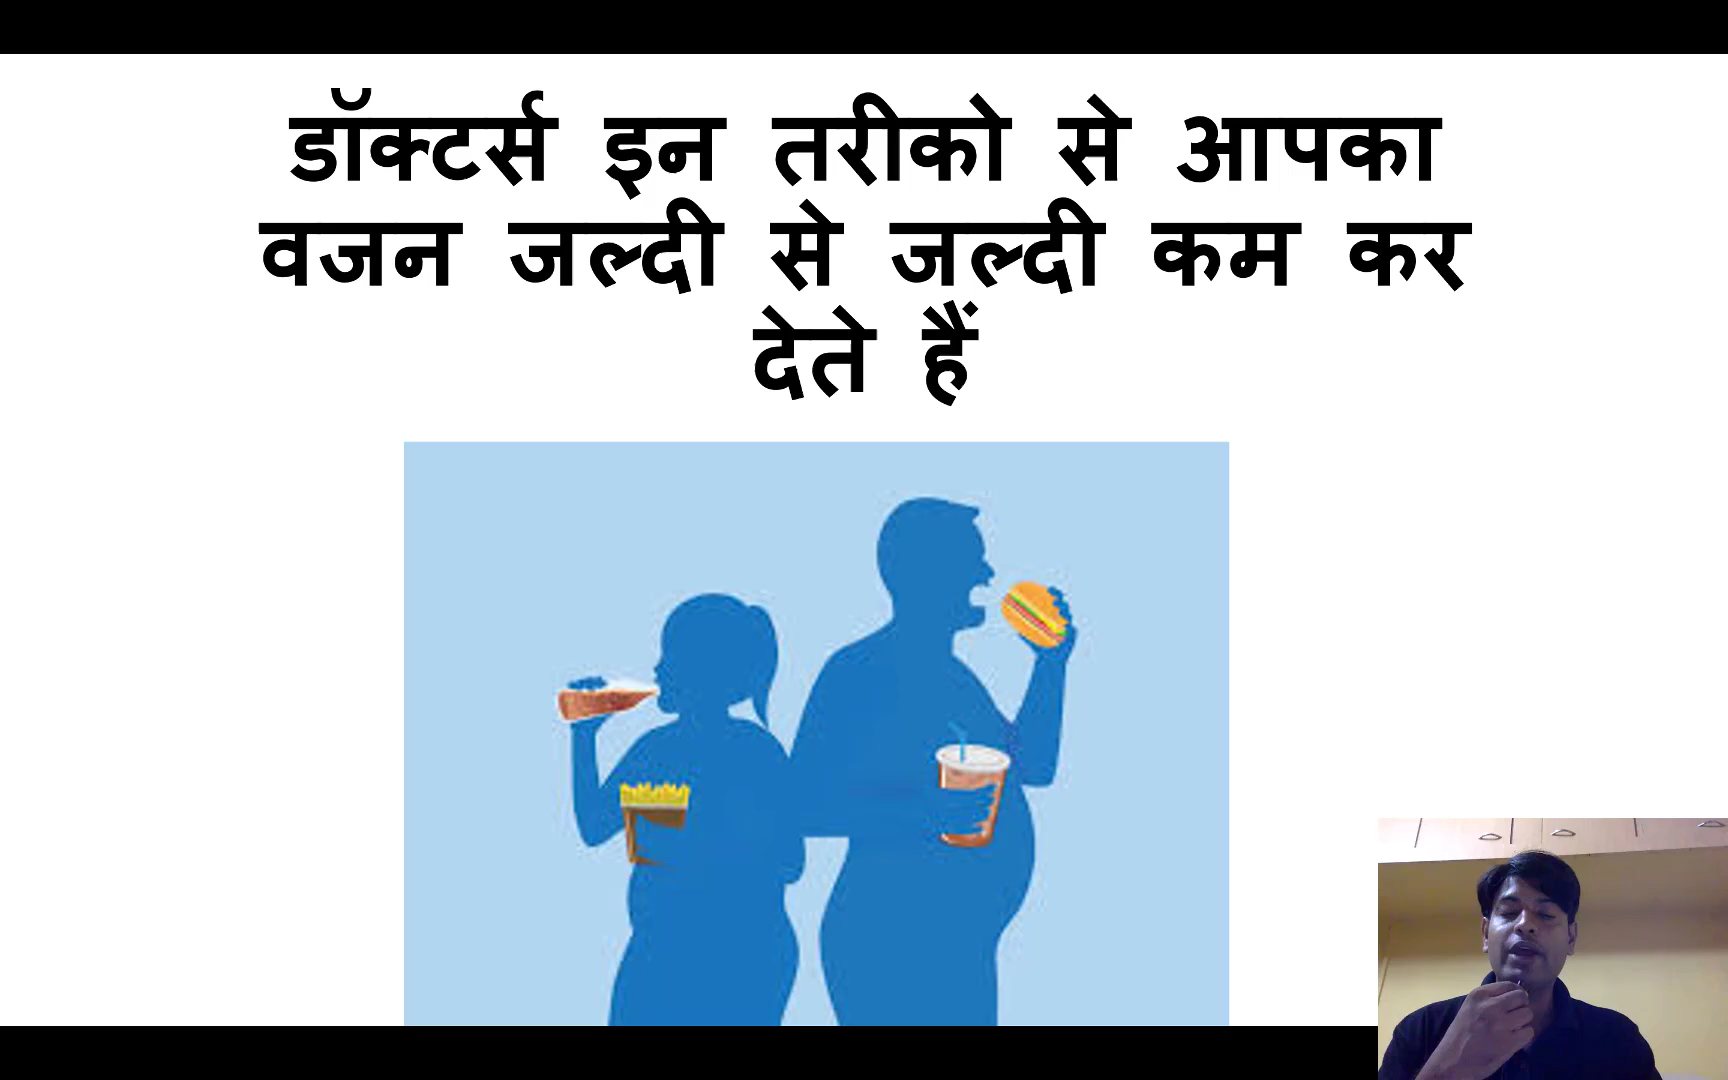 डॉक्टर्स इन तरीको से आपका
वजन जल्दी से जल्दी कम कर
देते हैं